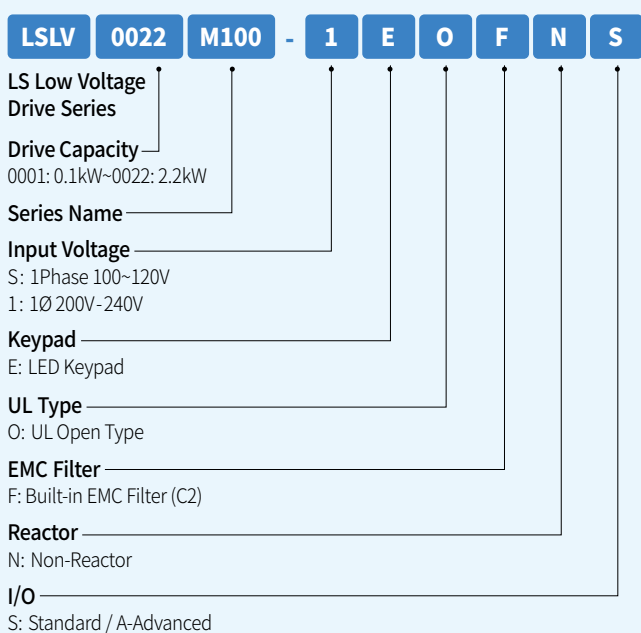 LSLV 0022 M100 - 1 E O F N S
LS Low Voltage
Drive Series
Drive Capacity
0001: 0.1kW~0022: 2.2kW
Series Name
Input Voltage
S: 1Phase 100~120V
1: 1Ø 200V-240V
Keypad
E: LED Keypad
UL Type
O: UL Open Type
EMC Filter
F: Built-in EMC Filter (C2)
Reactor
N: Non-Reactor
I/O
S: Standard / A-Advanced